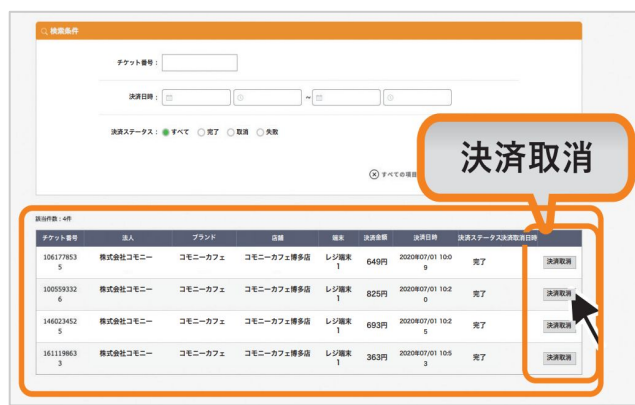 検索条件
チケット番号：
決済日時： ~
決済ステータス： すべて 完了 取消 失敗
すべての項目
決済取消
該当件数：4件
チケット番号 法人 ブランド 店舗 端末 決済金額 決済日時 決済ステータス 決済取消日時
106177853 株式会社コモニー コモニーカフェ コモニーカフェ博多店 レジ端末 649円 2020年07/01 10:0 完了 決済取消
5 1 9
100559332 株式会社コモニー コモニーカフェ コモニーカフェ博多店 レジ端末 825円 2020年07/01 10:2 完了 決済取消
6 1 0
146023452 株式会社コモニー コモニーカフェ コモニーカフェ博多店 レジ端末 693円 2020年07/01 10:2 完了 決済取消
5 1 5
161119863 株式会社コモニー コモニーカフェ コモニーカフェ博多店 レジ端末 363円 2020年07/01 10:5 完了 決済取消
3 1 3